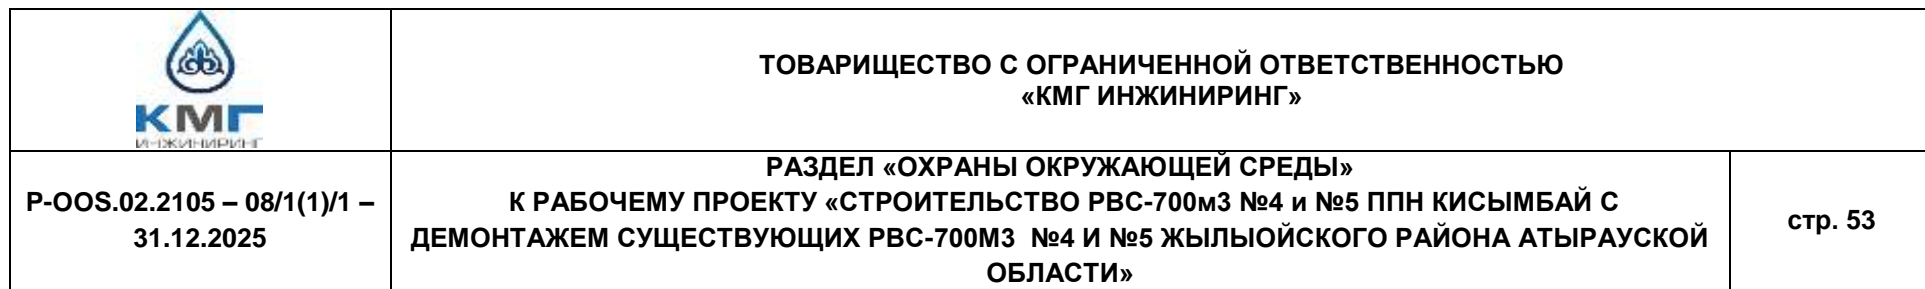 КМГ
ИНЖИНИРИНГ
ТОВАРИЩЕСТВО С ОГРАНИЧЕННОЙ ОТВЕТСТВЕННОСТЬЮ
«КМГ ИНЖИНИРИНГ»
P-OOS.02.2105 – 08/1(1)/1 –
31.12.2025
РАЗДЕЛ «ОХРАНЫ ОКРУЖАЮЩЕЙ СРЕДЫ»
К РАБОЧЕМУ ПРОЕКТУ «СТРОИТЕЛЬСТВО РВС-700м3 №4 и №5 ППН КИСЫМБАЙ С
ДЕМОНТАЖЕМ СУЩЕСТВУЮЩИХ РВС-700М3 №4 И №5 ЖЫЛЫОЙСКОГО РАЙОНА АТЫРАУСКОЙ
ОБЛАСТИ»
стр. 53